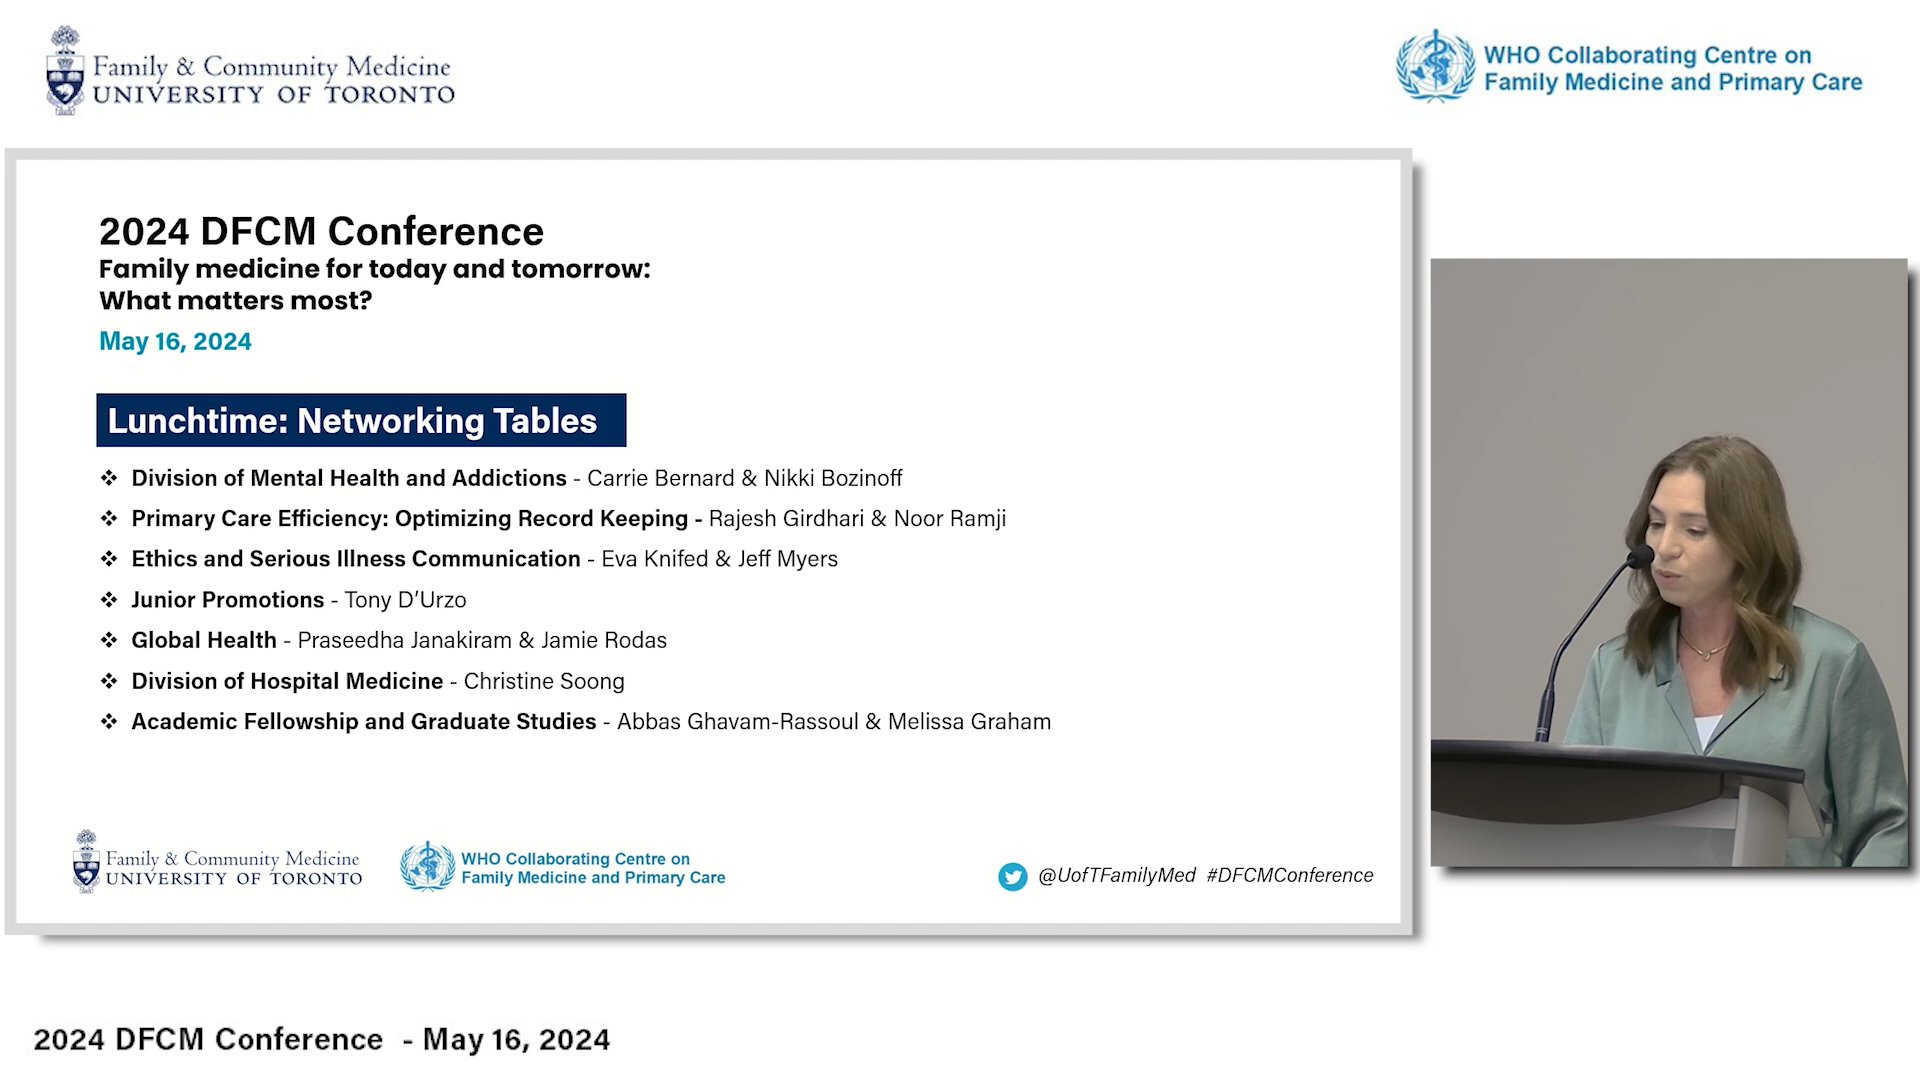 Family & Community Medicine
UNIVERSITY OF TORONTO
WHO Collaborating Centre on
Family Medicine and Primary Care
2024 DFCM Conference
Family medicine for today and tomorrow:
What matters most?
May 16, 2024
Lunchtime: Networking Tables
❖ Division of Mental Health and Addictions - Carrie Bernard & Nikki Bozinoff
❖ Primary Care Efficiency: Optimizing Record Keeping - Rajesh Girdhari & Noor Ramji
❖ Ethics and Serious Illness Communication - Eva Knifed & Jeff Myers
❖ Junior Promotions - Tony D’Urzo
❖ Global Health - Praseedha Janakiram & Jamie Rodas
❖ Division of Hospital Medicine - Christine Soong
❖ Academic Fellowship and Graduate Studies - Abbas Ghavam-Rassoul & Melissa Graham
Family & Community Medicine
UNIVERSITY OF TORONTO
WHO Collaborating Centre on
Family Medicine and Primary Care
@UofTFamilyMed #DFCMConference
2024 DFCM Conference - May 16, 2024